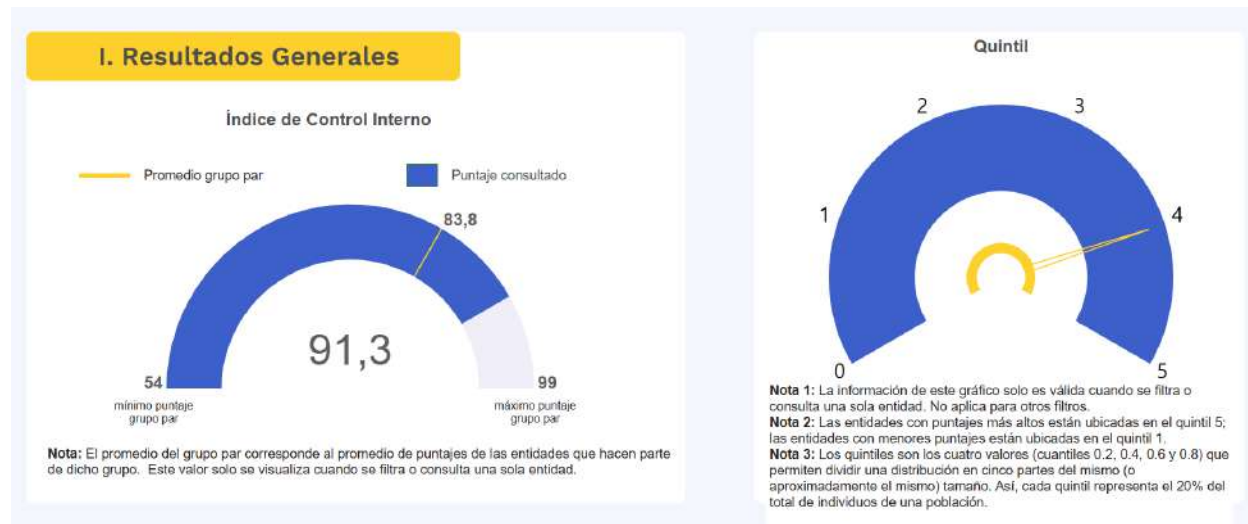 I. Resultados Generales
Índice de Control Interno
Promedio grupo par
Puntaje consultado
83,8
91,3
54
mínimo puntaje
grupo par
99
máximo puntaje
grupo par
Nota: El promedio del grupo par corresponde al promedio de puntajes de las entidades que hacen parte
de dicho grupo. Este valor solo se visualiza cuando se filtra o consulta una sola entidad.
Quintil
2
3
1
4
0
5
Nota 1: La información de este gráfico solo es válida cuando se filtra o
consulta una sola entidad. No aplica para otros filtros.
Nota 2: Las entidades con puntajes más altos están ubicadas en el quintil 5;
las entidades con menores puntajes están ubicadas en el quintil 1.
Nota 3: Los quintiles son los cuatro valores (cuantiles 0.2, 0.4, 0.6 y 0.8) que
permiten dividir una distribución en cinco partes del mismo (o
aproximadamente el mismo) tamaño. Así, cada quintil representa el 20% del
total de individuos de una población.